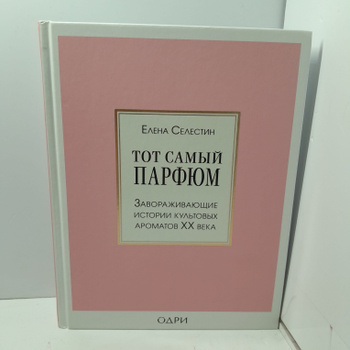 Елена Селестин
ТОТ САМЫЙ
ПАРФЮМ
Завораживающие
истории культовых
ароматов XX века
ОДРИ